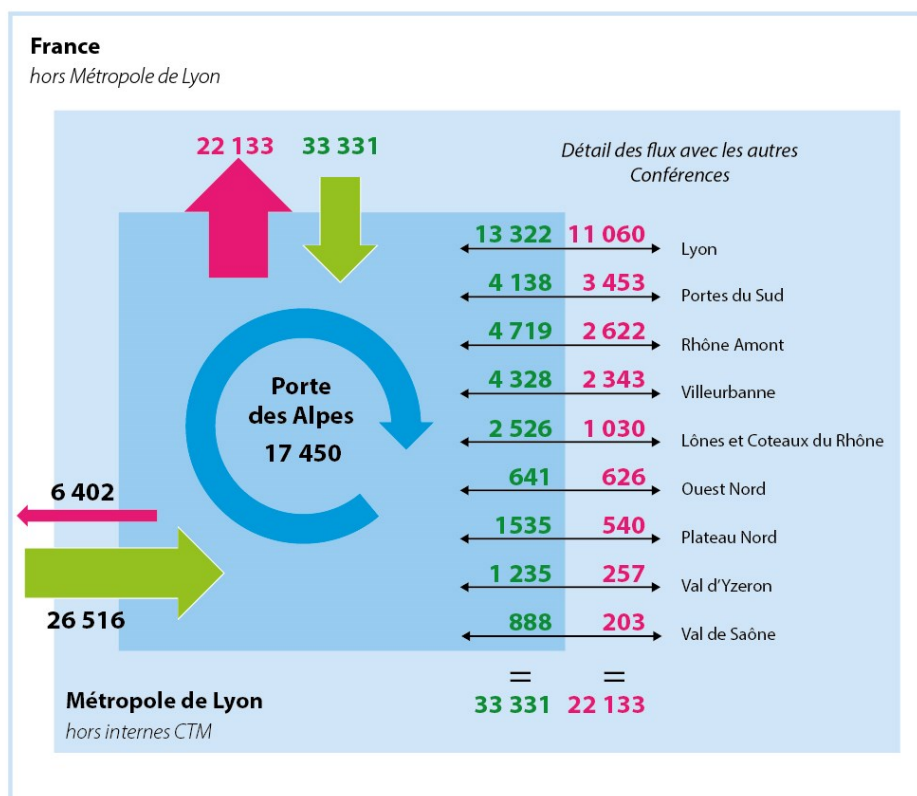 France
hors Métropole de Lyon
22 133 33 331
Détail des flux avec les autres
Conférences
13 322 11 060 Lyon
4 138 3 453 Portes du Sud
4 719 2 622 Rhône Amont
4 328 2 343 Villeurbanne
2 526 1 030 Lônes et Coteaux du Rhône
641 626 Ouest Nord
1535 540 Plateau Nord
1 235 257 Val d'Yzeron
888 203 Val de Saône
= =
33 331 22 133
Porte
des Alpes
17 450
6 402
26 516
Métropole de Lyon
hors internes CTM